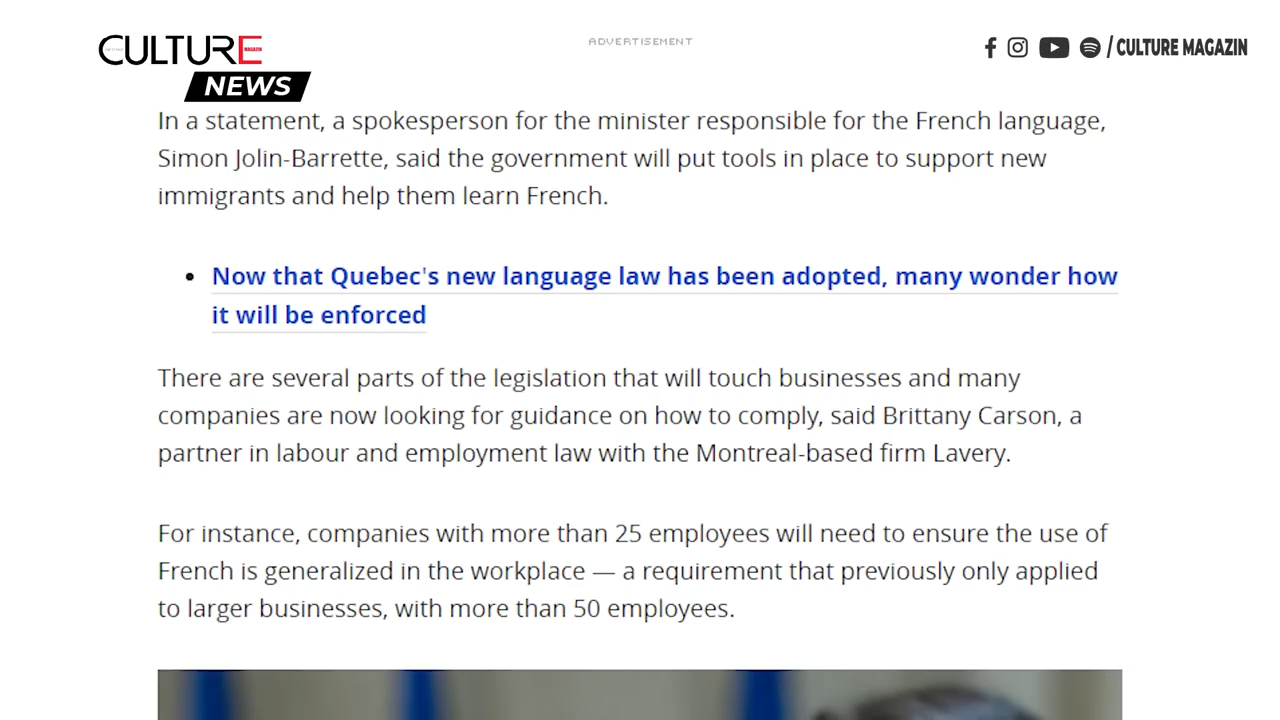 CULTURE
MAGAZIN
NEWS
ADVERTISEMENT
/ CULTURE MAGAZIN
In a statement, a spokesperson for the minister responsible for the French language,
Simon Jolin-Barrette, said the government will put tools in place to support new
immigrants and help them learn French.
• Now that Quebec's new language law has been adopted, many wonder how
it will be enforced
There are several parts of the legislation that will touch businesses and many
companies are now looking for guidance on how to comply, said Brittany Carson, a
partner in labour and employment law with the Montreal-based firm Lavery.
For instance, companies with more than 25 employees will need to ensure the use of
French is generalized in the workplace — a requirement that previously only applied
to larger businesses, with more than 50 employees.